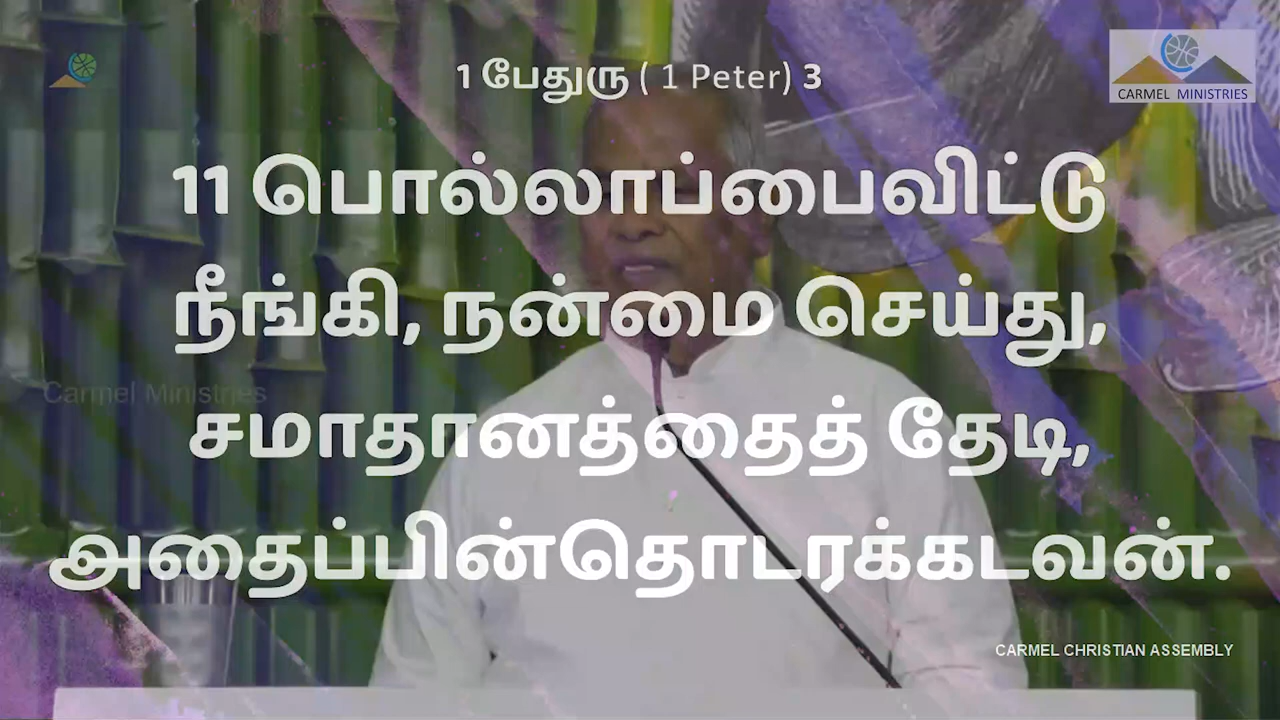 1 பேதுரு ( 1 Peter) 3
CARMEL MINISTRIES
11 பொல்லாப்பைவிட்டு
நீங்கி, நன்மை செய்து,
Carmel Ministries
சமாதானத்தைத் தேடி,
அதைப்பின்தொடரக்கடவன்.
CARMEL CHRISTIAN ASSEMBLY